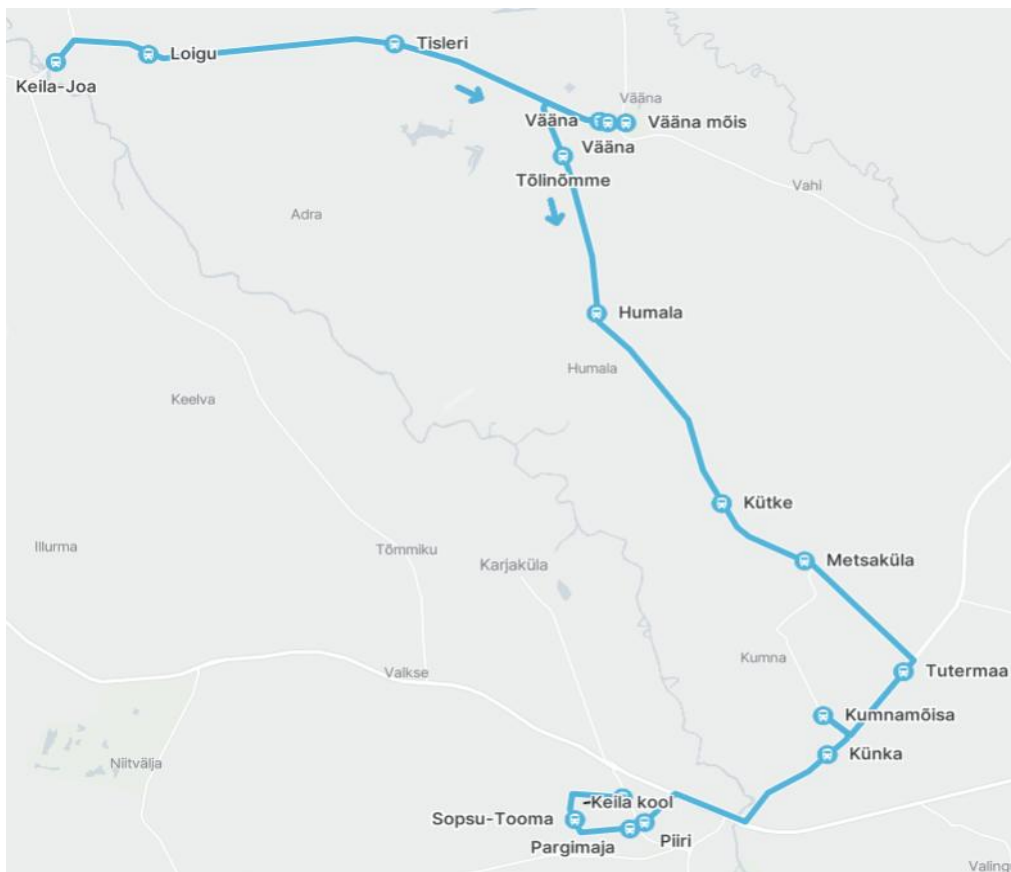 Tisleri
Loigu
Keila-Joa
Vääna
Vääna
Vääna mõis
Vääna
Tõlinõmme
Vahi
Adra
Humala
Humala
Keelva
Kütke
Illurma
Tõmmiku
Karjaküla
Metsaküla
Kumna
Valkse
Tutermaa
Kumnamõisa
Künka
Niitvälja
-Keila kool
Sopsu-Tooma
Piiri
Pargimaja